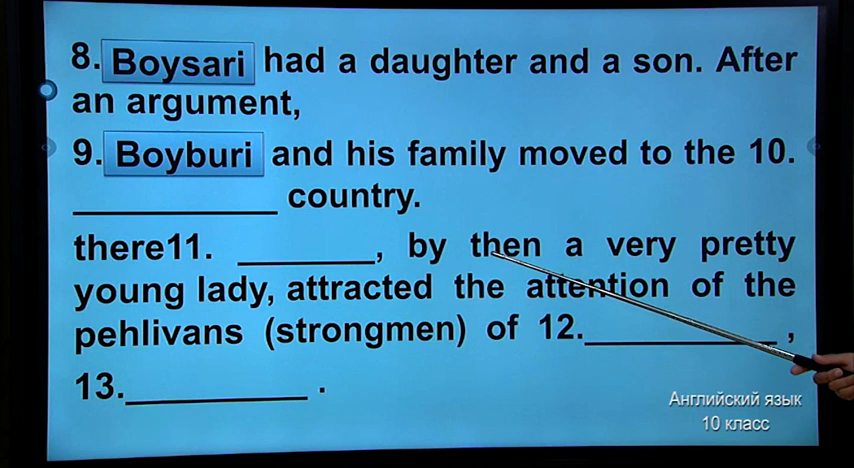 8. Boysari had a daughter and a son. After
an argument,
9. Boyburi and his family moved to the 10.
__________ country.
there11. _______, by then a very pretty
young lady, attracted the attention of the
pehlivans (strongmen) of 12.__________ ,
13._________ .
Английский язык
10 класс